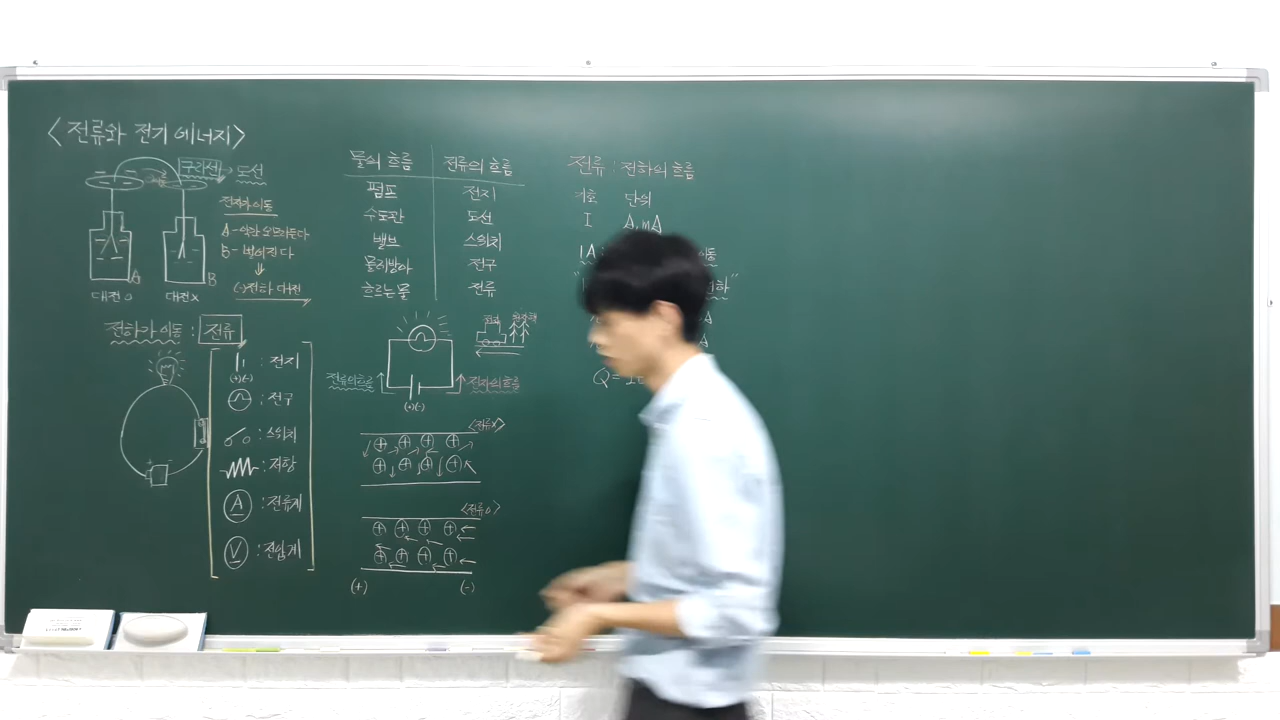 <전류와 전기 에너지>
구리선 → 도선
전자가 이동
A - 약간 오므라든다
B - 벌어진다
⇓
(-)전하 대전
A
B
대전 O
대전 X
전하가 이동 : 전류
: 전지
(+)(-)
: 전구
: 스위치
: 저항
A : 전류계
V : 전압계
물의 흐름 전류의 흐름
펌프 전지
수도관 도선
밸브 스위치
물레방아 전구
흐르는 물 전류
전류의 흐름
전자의 흐름
(+)(-)
<전류X>
<전류O>
(+) (-)
전류 : 전하의 흐름
기호 단위
I A, mA
1A :
Q =